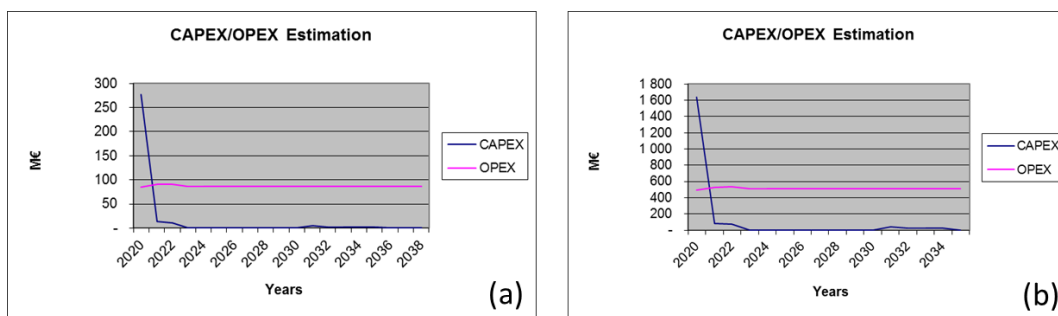 CAPEX/OPEX Estimation
300
250
200
150
100
50
-
M€
2020
2022
2024
2026
2028
2030
2032
2034
2036
2038
Years
CAPEX
OPEX
(a)
CAPEX/OPEX Estimation
1 800
1 600
1 400
1 200
1 000
800
600
400
200
-
M€
2020
2022
2024
2026
2028
2030
2032
2034
Years
CAPEX
OPEX
(b)